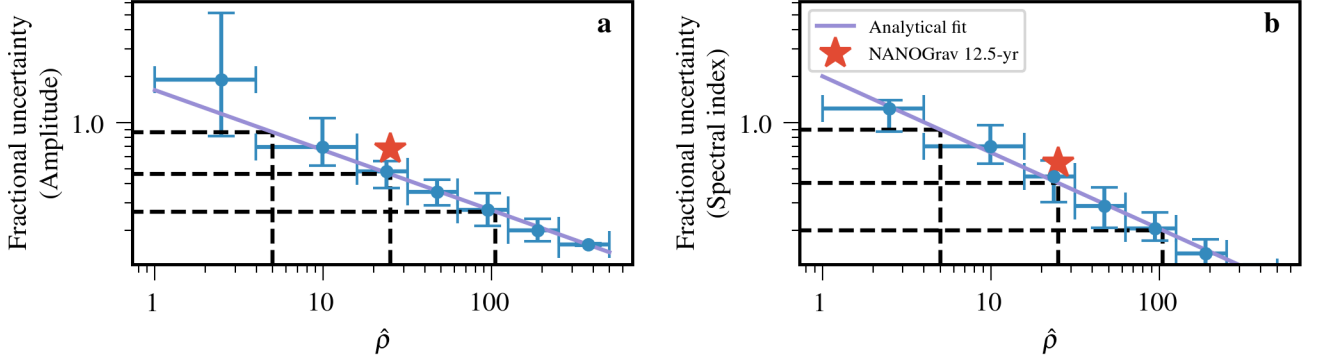 Fractional uncertainty
(Amplitude)
1.0
a
1
10
100
ρ̂
Fractional uncertainty
(Spectral index)
1.0
Analytical fit
NANOGrav 12.5-yr
b
1
10
100
ρ̂